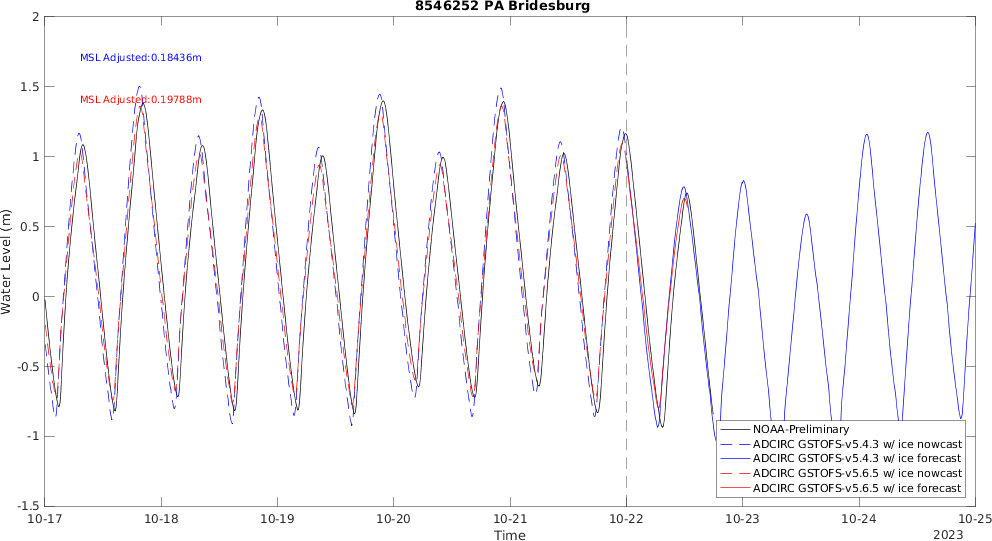 8546252 PA Bridesburg
2
1.5
1
0.5
0
-0.5
-1
-1.5
Water Level (m)
MSL Adjusted:0.18436m
MSL Adjusted:0.19788m
NOAA-Preliminary
ADCIRC GSTOFS-v5.4.3 w/ ice nowcast
ADCIRC GSTOFS-v5.4.3 w/ ice forecast
ADCIRC GSTOFS-v5.6.5 w/ ice nowcast
ADCIRC GSTOFS-v5.6.5 w/ ice forecast
10-17 10-18 10-19 10-20 10-21 10-22 10-23 10-24 10-25
Time
2023